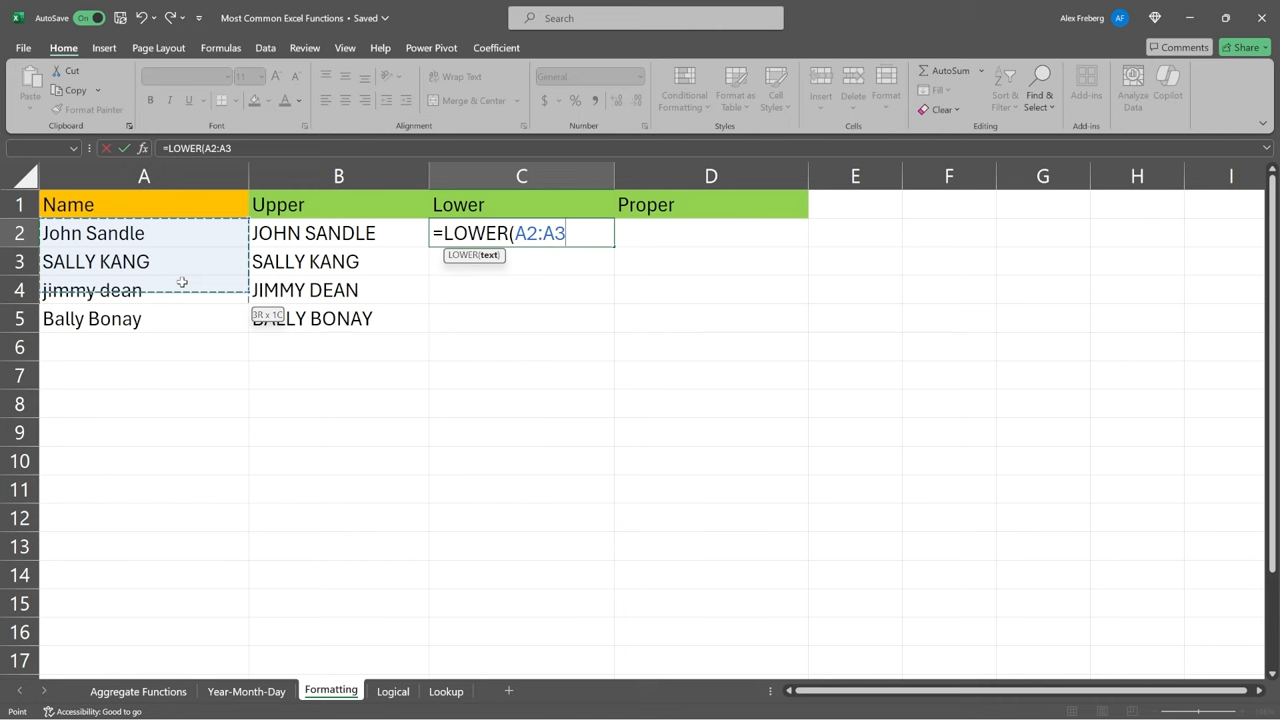 AutoSave On Most Common Excel Functions • Saved Search Alex Freberg AF
File Home Insert Page Layout Formulas Data Review View Help Power Pivot Coefficient Comments Share
Paste Cut Copy Format Painter
Clipboard
11 A A B I U A
Font
Wrap Text Merge & Center
Alignment
General $ % ,
Number
Conditional Formatting Format as Table Cell Styles
Styles
Insert Delete Format
Cells
AutoSum Fill Clear Sort & Filter Find & Select
Editing
Add-ins
Add-ins
Analyze Data Copilot
fx =LOWER(A2:A3
A B C D E F G H I
1 Name Upper Lower Proper
2 John Sandle JOHN SANDLE =LOWER(A2:A3
LOWER(text)
3 SALLY KANG SALLY KANG
4 jimmy dean JIMMY DEAN
3R x 1C
5 Bally Bonay BALLY BONAY
6
7
8
9
10
11
12
13
14
15
16
17
Aggregate Functions Year-Month-Day Formatting Logical Lookup
Point Accessibility: Good to go